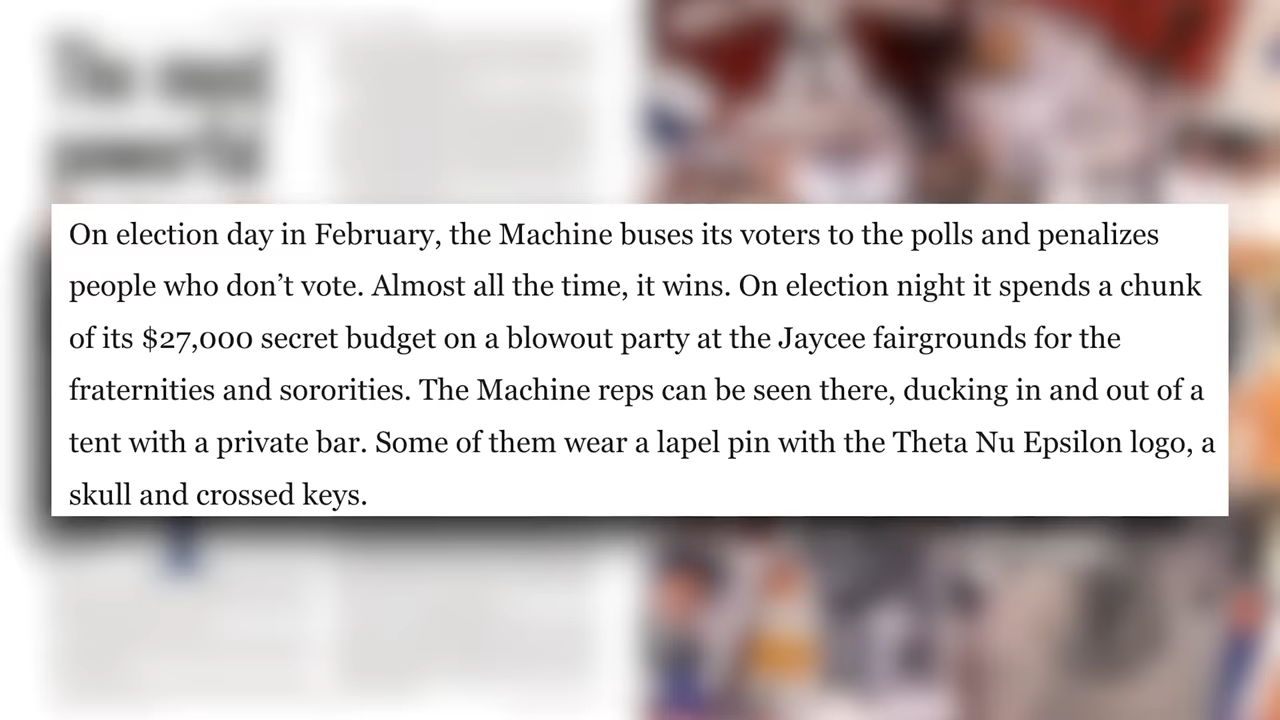 The most
powerful
On election day in February, the Machine buses its voters to the polls and penalizes
people who don’t vote. Almost all the time, it wins. On election night it spends a chunk
of its $27,000 secret budget on a blowout party at the Jaycee fairgrounds for the
fraternities and sororities. The Machine reps can be seen there, ducking in and out of a
tent with a private bar. Some of them wear a lapel pin with the Theta Nu Epsilon logo, a
skull and crossed keys.